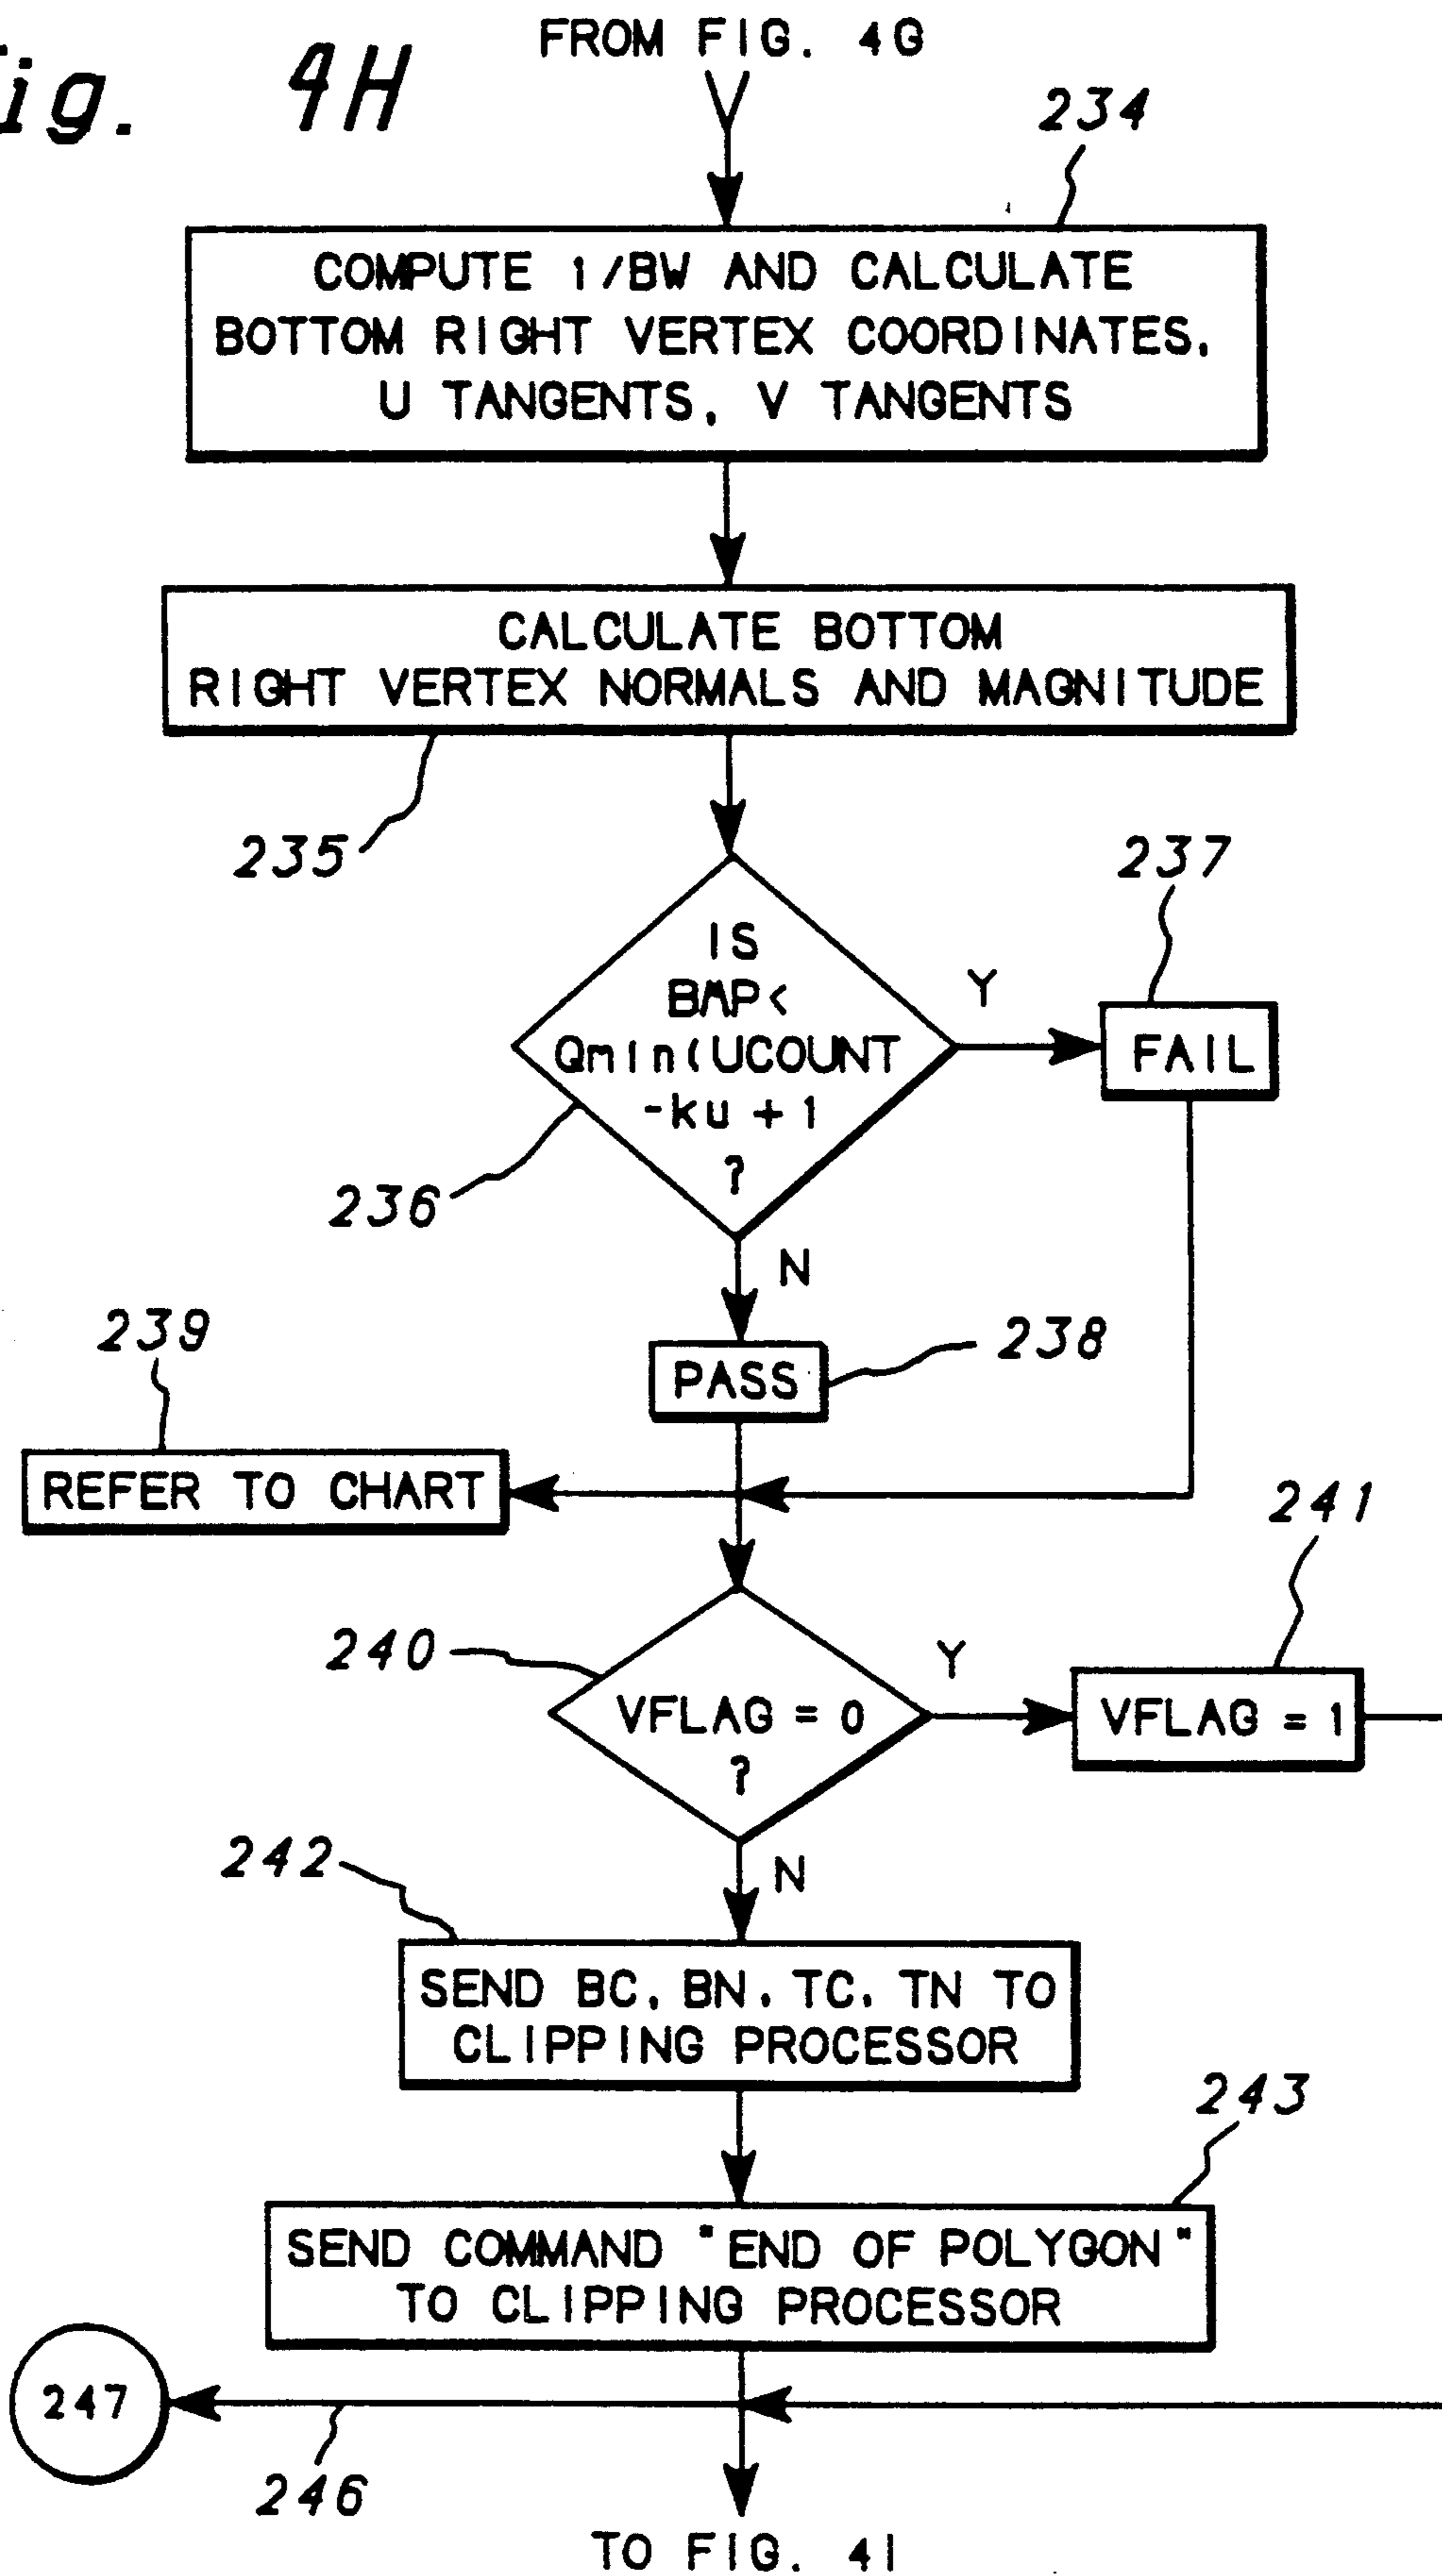 ig. 4H
FROM FIG. 4G
234
COMPUTE 1/BW AND CALCULATE
BOTTOM RIGHT VERTEX COORDINATES,
U TANGENTS, V TANGENTS
CALCULATE BOTTOM
RIGHT VERTEX NORMALS AND MAGNITUDE
235
237
IS
BMP<
Qmin(UCOUNT
-ku + 1
?
Y
FAIL
236
N
239
PASS
238
REFER TO CHART
241
240
VFLAG = 0
?
Y
VFLAG = 1
242
N
SEND BC, BN, TC, TN TO
CLIPPING PROCESSOR
243
SEND COMMAND "END OF POLYGON"
TO CLIPPING PROCESSOR
247
246
TO FIG. 4I